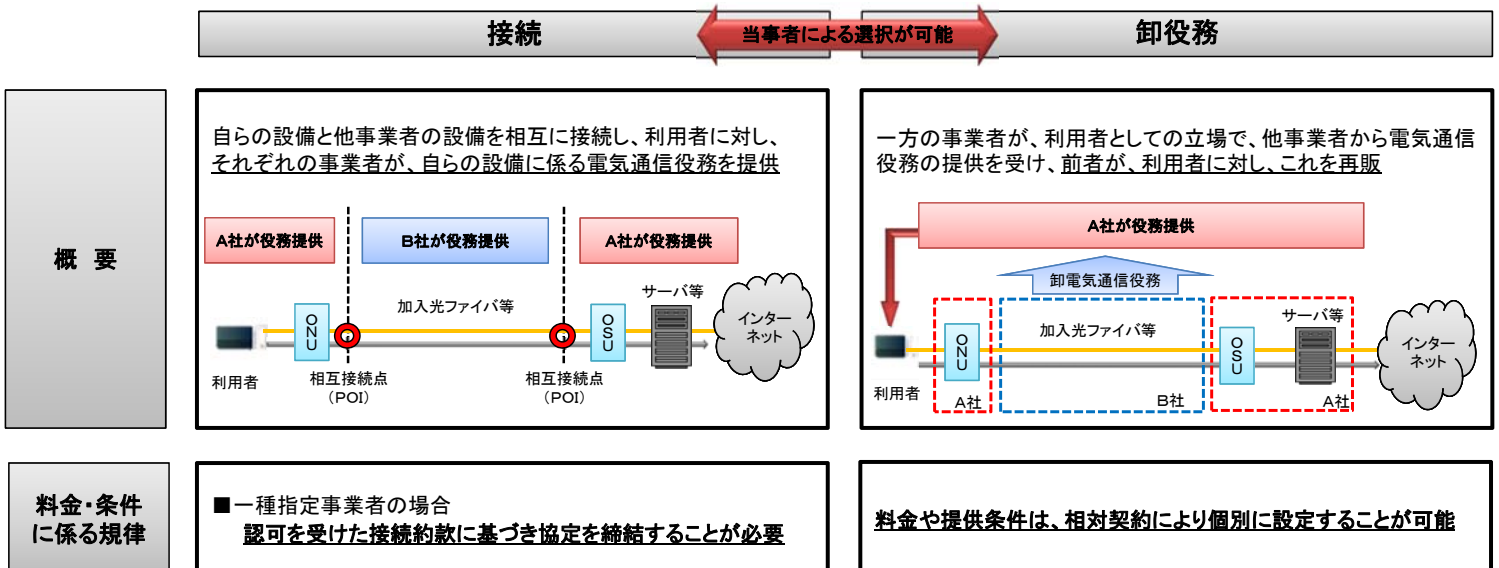 接続
当事者による選択が可能
卸役務
概 要
自らの設備と他事業者の設備を相互に接続し、利用者に対し、
それぞれの事業者が、自らの設備に係る電気通信役務を提供
A社が役務提供
B社が役務提供
A社が役務提供
加入光ファイバ等
サーバ等
ONU
OSU
インター
ネット
利用者
相互接続点
(POI)
相互接続点
(POI)
一方の事業者が、利用者としての立場で、他事業者から電気通信
役務の提供を受け、前者が、利用者に対し、これを再販
A社が役務提供
卸電気通信役務
加入光ファイバ等
サーバ等
ONU
OSU
インター
ネット
利用者
A社
B社
A社
料金・条件
に係る規律
■一種指定事業者の場合
認可を受けた接続約款に基づき協定を締結することが必要
料金や提供条件は、相対契約により個別に設定することが可能